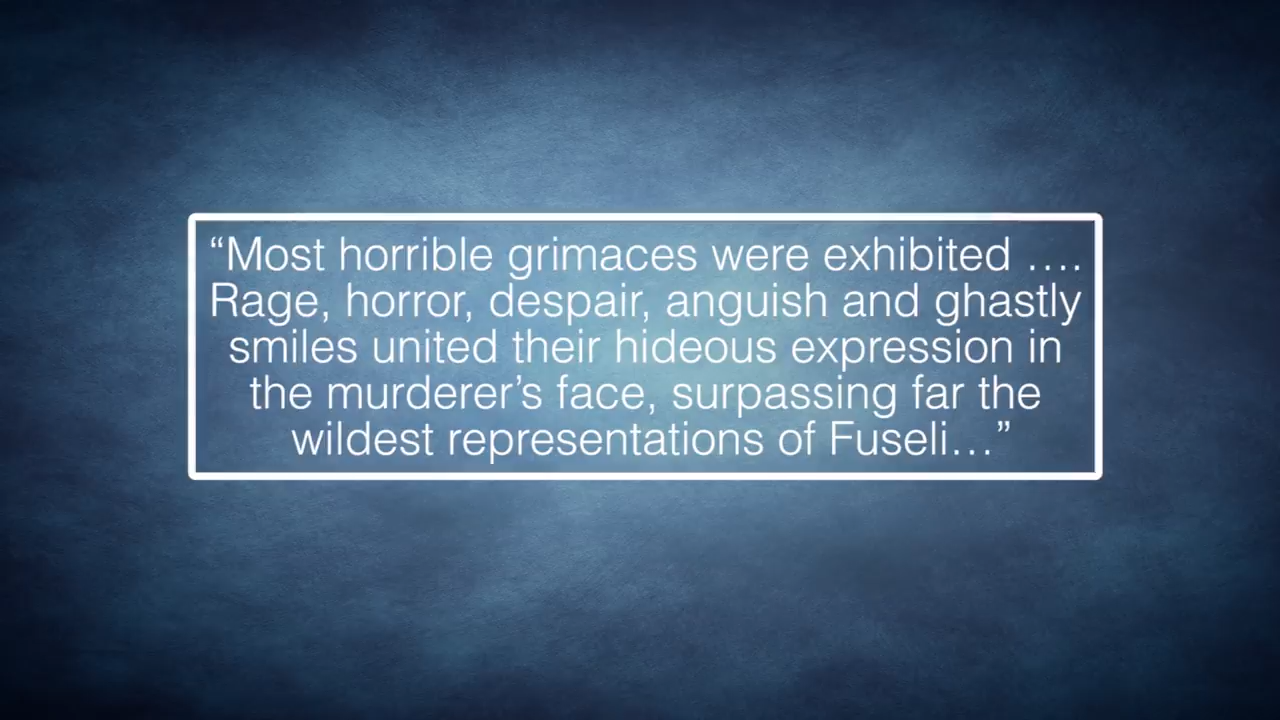 “Most horrible grimaces were exhibited ….
Rage, horror, despair, anguish and ghastly
smiles united their hideous expression in
the murderer’s face, surpassing far the
wildest representations of Fuseli…”